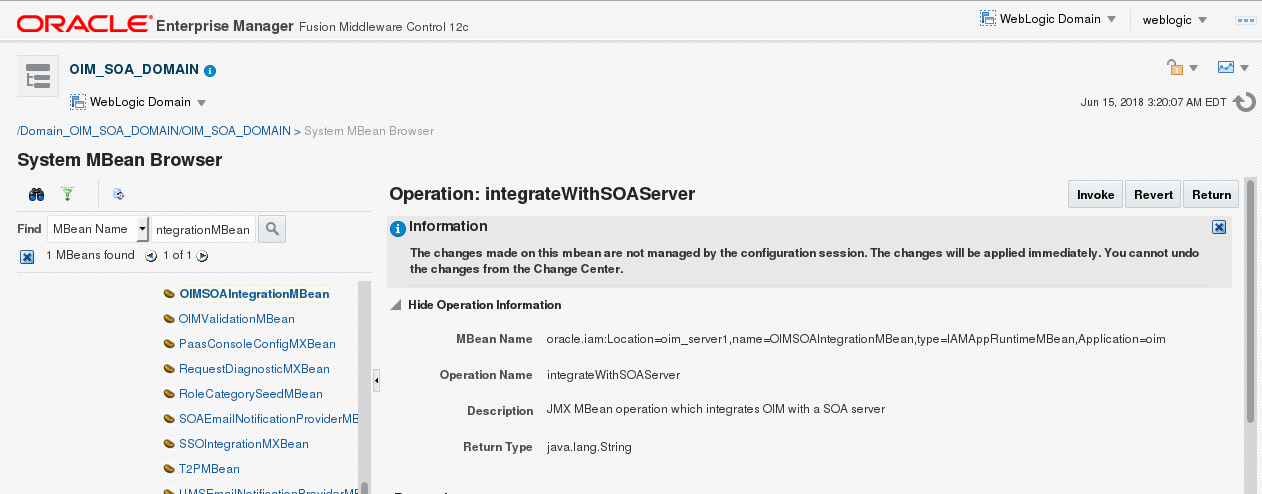 ORACLE Enterprise Manager Fusion Middleware Control 12c
WebLogic Domain
weblogic
OIM_SOA_DOMAIN
WebLogic Domain
Jun 15, 2018 3:20:07 AM EDT
/Domain_OIM_SOA_DOMAIN/OIM_SOA_DOMAIN > System MBean Browser
System MBean Browser
Find MBean Name ntegrationMBean
1 MBeans found 1 of 1
OIMSOAIntegrationMBean
OIMValidationMBean
PaasConsoleConfigMXBean
RequestDiagnosticMXBean
RoleCategorySeedMBean
SOAEmailNotificationProviderMB
SSOIntegrationMXBean
T2PMBean
UMSEmailNotificationProviderMB
Operation: integrateWithSOAServer
Invoke Revert Return
Information
The changes made on this mbean are not managed by the configuration session. The changes will be applied immediately. You cannot undo
the changes from the Change Center.
Hide Operation Information
MBean Name oracle.iam:Location=oim_server1,name=OIMSOAIntegrationMBean,type=IAMAppRuntimeMBean,Application=oim
Operation Name integrateWithSOAServer
Description JMX MBean operation which integrates OIM with a SOA server
Return Type java.lang.String